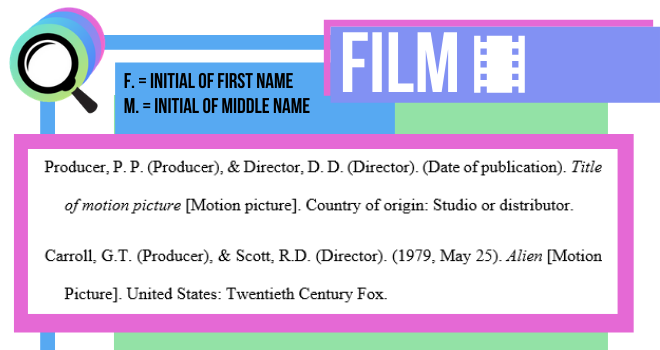 FILM
F. = INITIAL OF FIRST NAME
M. = INITIAL OF MIDDLE NAME
Producer, P. P. (Producer), & Director, D. D. (Director). (Date of publication). Title
of motion picture [Motion picture]. Country of origin: Studio or distributor.
Carroll, G.T. (Producer), & Scott, R.D. (Director). (1979, May 25). Alien [Motion
Picture]. United States: Twentieth Century Fox.